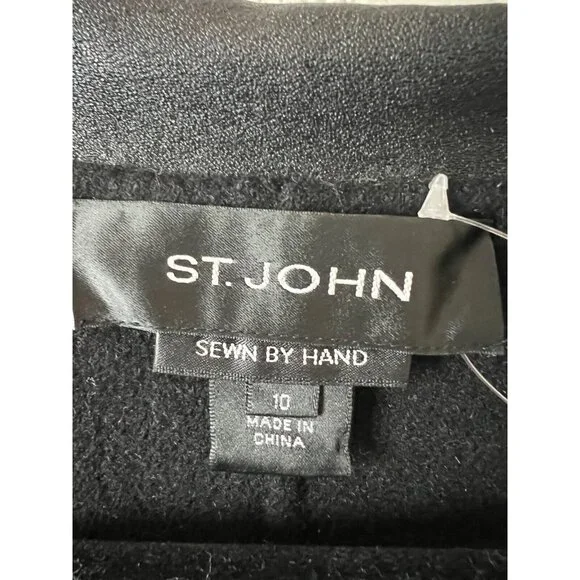 ST. JOHN
SEWN BY HAND
10
MADE IN
CHINA